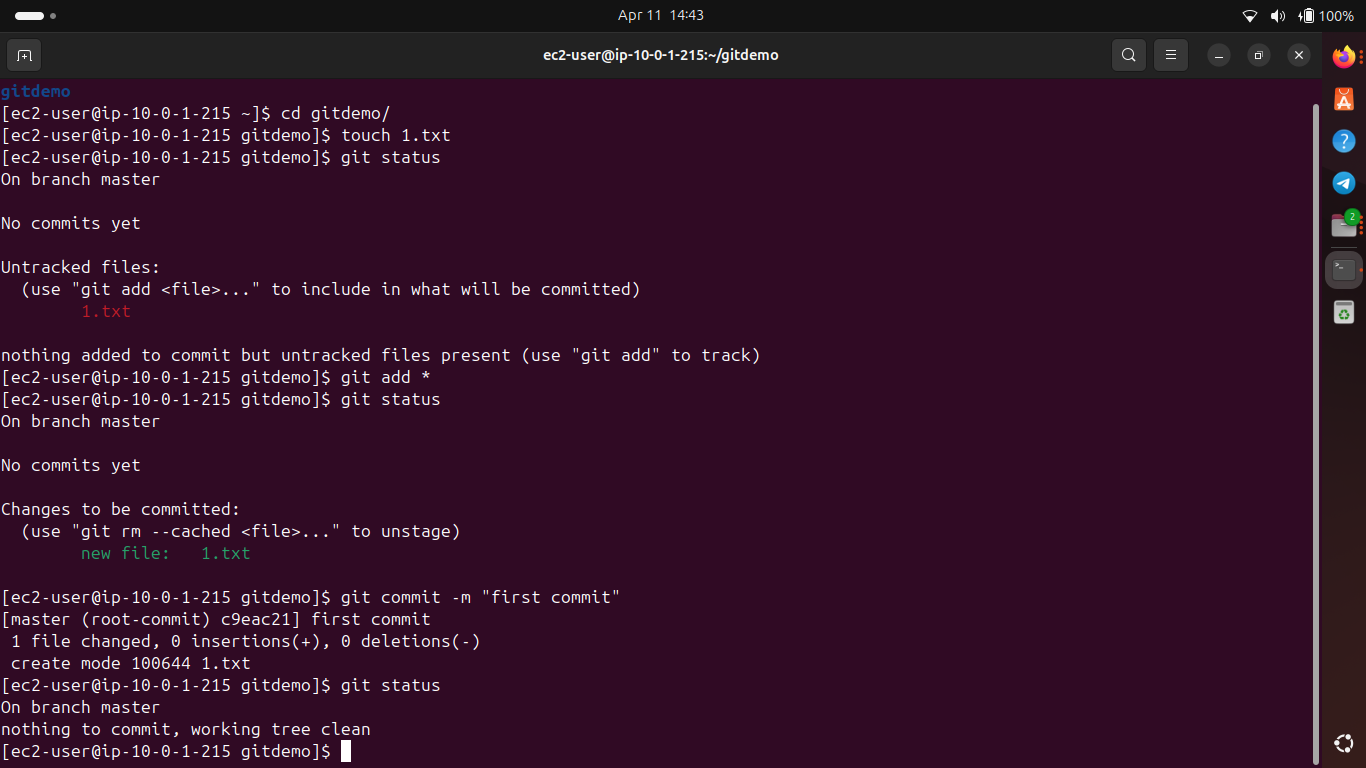 Apr 11 14:43
100%
ec2-user@ip-10-0-1-215:~/gitdemo
gitdemo
[ec2-user@ip-10-0-1-215 ~]$ cd gitdemo/
[ec2-user@ip-10-0-1-215 gitdemo]$ touch 1.txt
[ec2-user@ip-10-0-1-215 gitdemo]$ git status
On branch master
No commits yet
Untracked files:
  (use "git add <file>..." to include in what will be committed)
        1.txt
nothing added to commit but untracked files present (use "git add" to track)
[ec2-user@ip-10-0-1-215 gitdemo]$ git add *
[ec2-user@ip-10-0-1-215 gitdemo]$ git status
On branch master
No commits yet
Changes to be committed:
  (use "git rm --cached <file>..." to unstage)
        new file:   1.txt
[ec2-user@ip-10-0-1-215 gitdemo]$ git commit -m "first commit"
[master (root-commit) c9eac21] first commit
 1 file changed, 0 insertions(+), 0 deletions(-)
 create mode 100644 1.txt
[ec2-user@ip-10-0-1-215 gitdemo]$ git status
On branch master
nothing to commit, working tree clean
[ec2-user@ip-10-0-1-215 gitdemo]$
?
2
>_